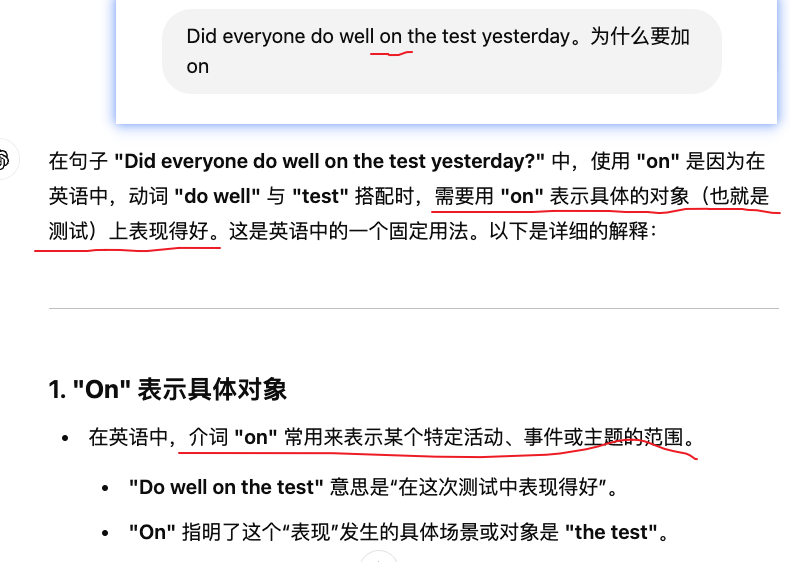 Did everyone do well on the test yesterday。为什么要加
on
在句子 "Did everyone do well on the test yesterday?" 中，使用 "on" 是因为在
英语中，动词 "do well" 与 "test" 搭配时，需要用 "on" 表示具体的对象（也就是
测试）上表现得好。这是英语中的一个固定用法。以下是详细的解释：
1. "On" 表示具体对象
• 在英语中，介词 "on" 常用来表示某个特定活动、事件或主题的范围。
• "Do well on the test" 意思是“在这次测试中表现得好”。
• "On" 指明了这个“表现”发生的具体场景或对象是 "the test"。